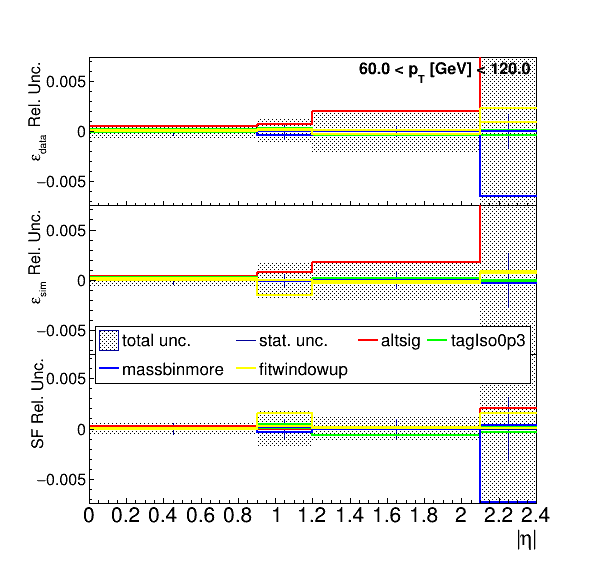 60.0 < p_T [GeV] < 120.0
ε_data Rel. Unc.
0.005
0
−0.005
ε_sim Rel. Unc.
0.005
0
−0.005
total unc. stat. unc. altsig tagIso0p3
massbinmore fitwindowup
SF Rel. Unc.
0.005
0
−0.005
0 0.2 0.4 0.6 0.8 1 1.2 1.4 1.6 1.8 2 2.2 2.4
|η|